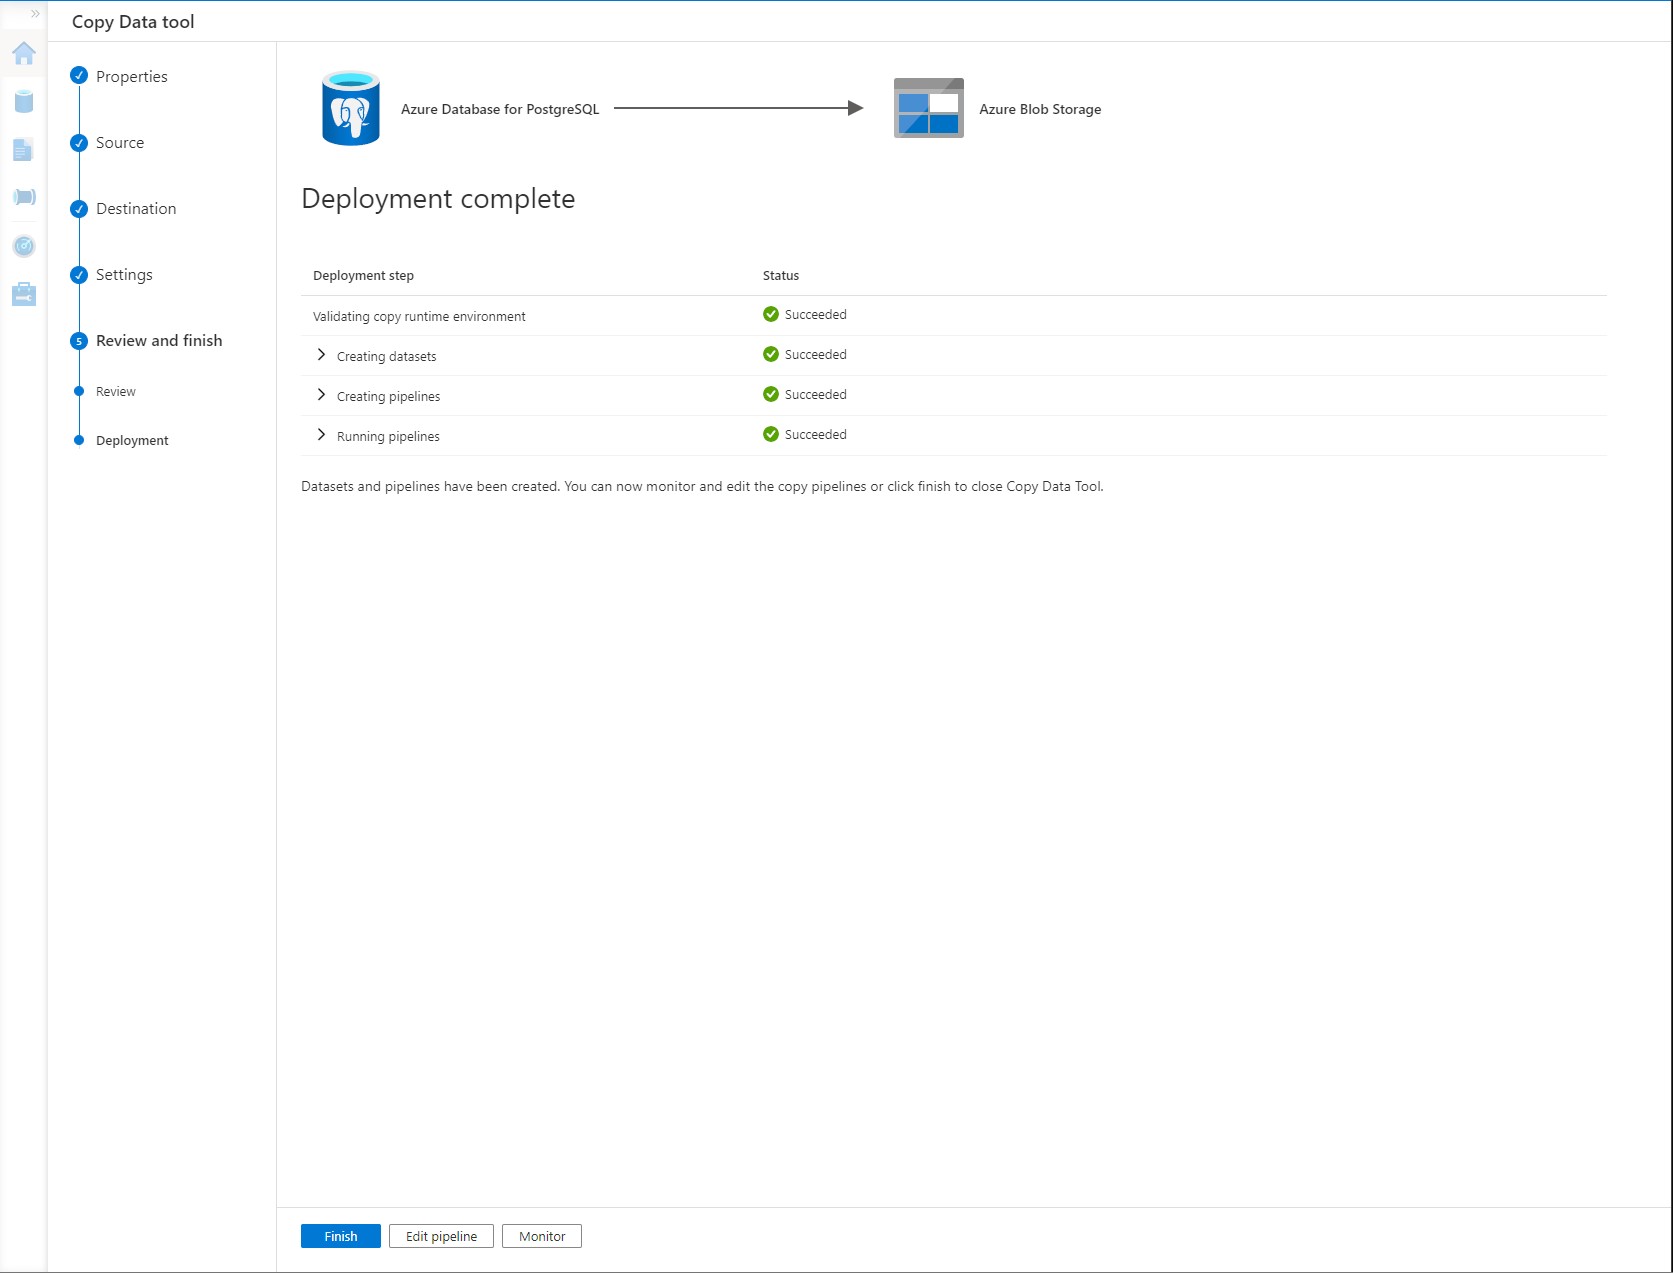 Copy Data tool
Properties
Source
Destination
Settings
5 Review and finish
Review
Deployment
Azure Database for PostgreSQL
Azure Blob Storage
Deployment complete
Deployment step Status
Validating copy runtime environment Succeeded
Creating datasets Succeeded
Creating pipelines Succeeded
Running pipelines Succeeded
Datasets and pipelines have been created. You can now monitor and edit the copy pipelines or click finish to close Copy Data Tool.
Finish Edit pipeline Monitor